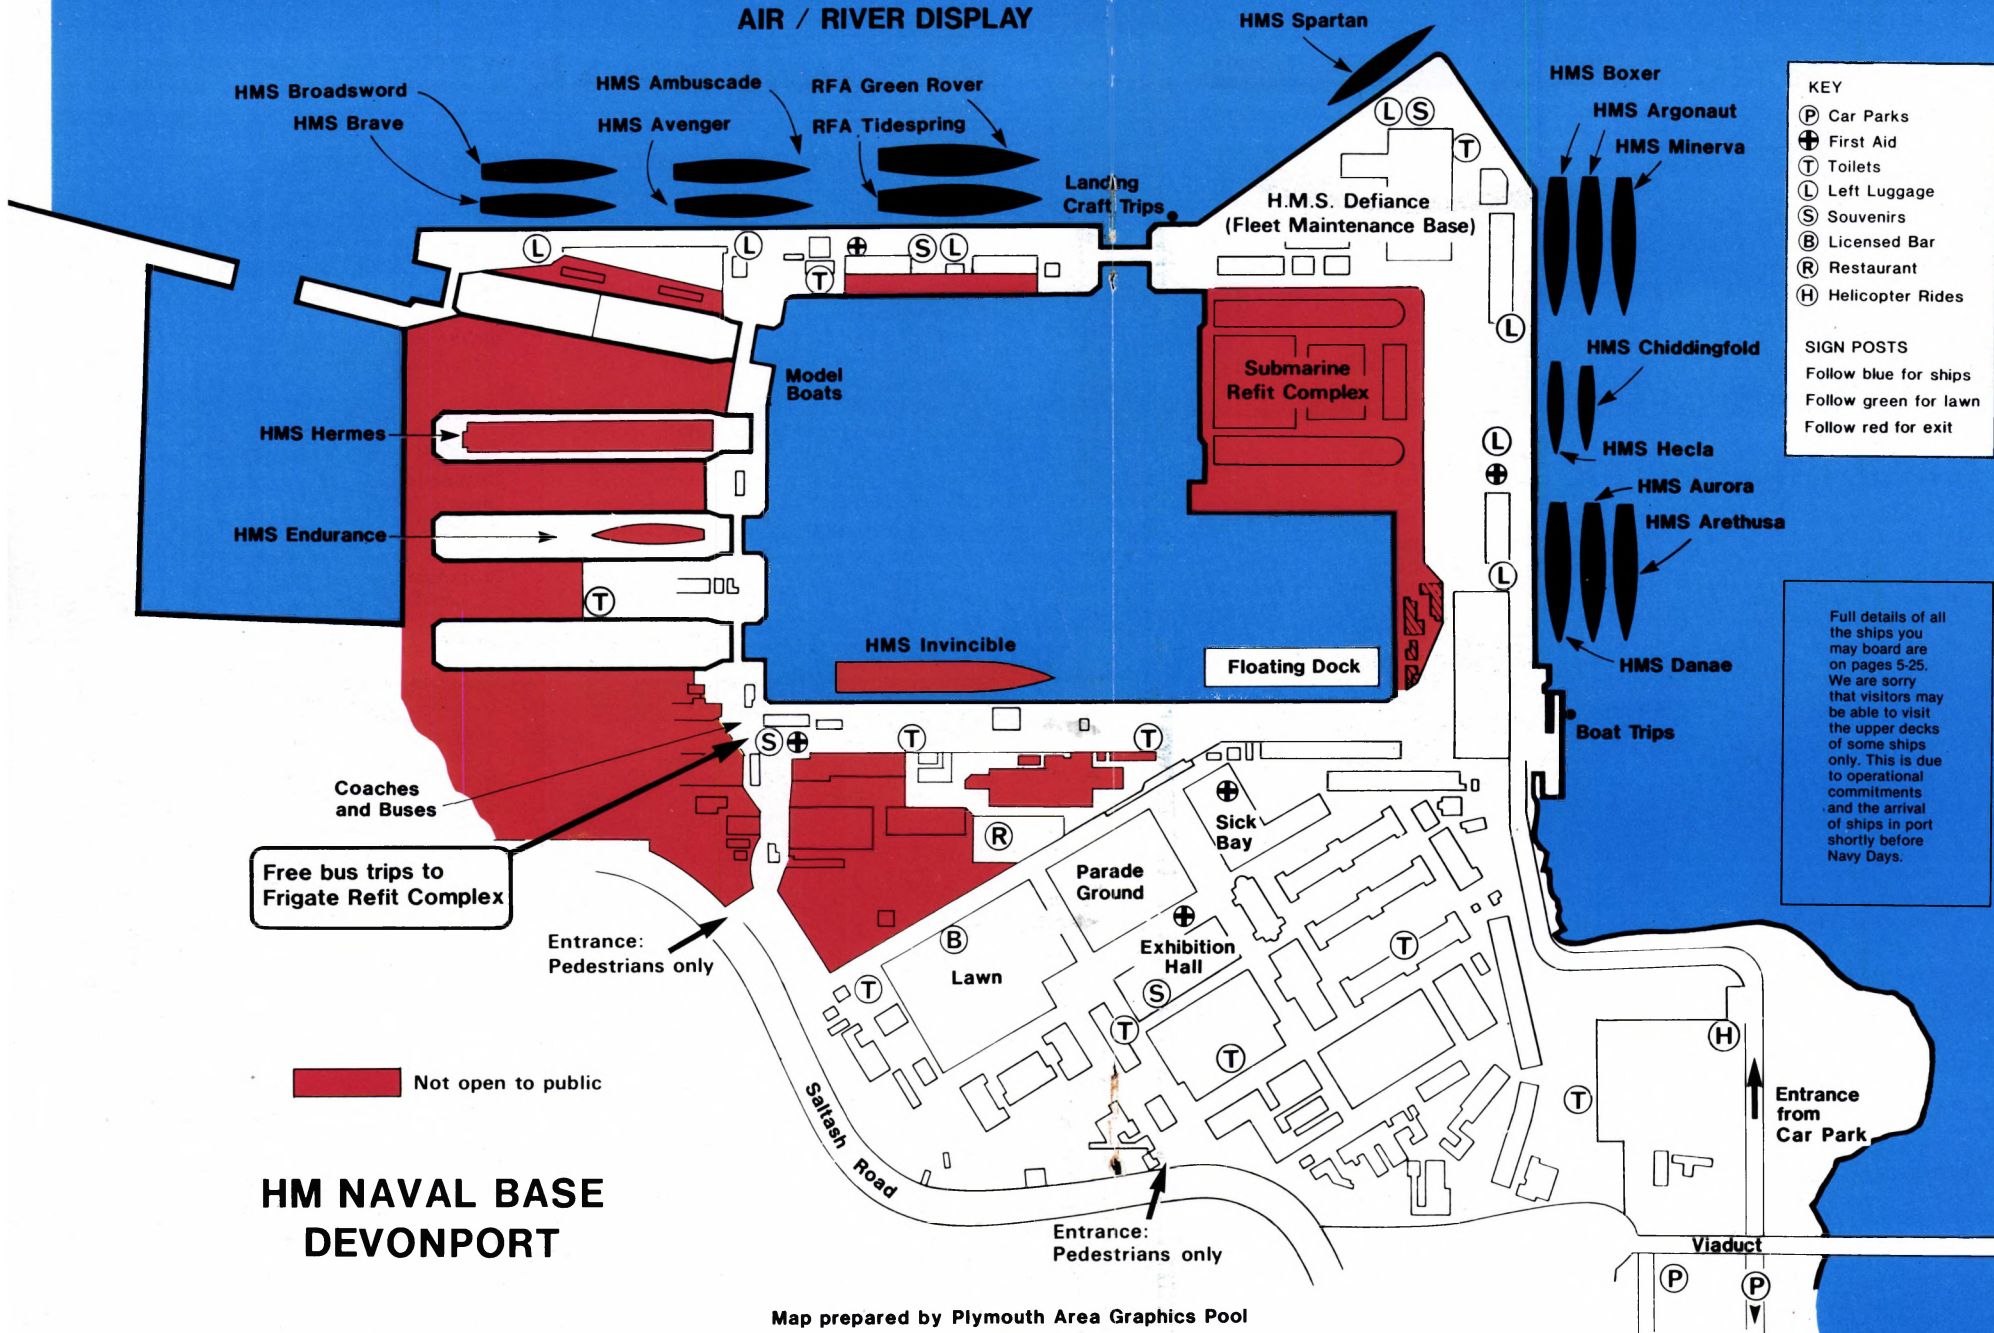 AIR / RIVER DISPLAY
HMS Spartan
HMS Broadsword
HMS Brave
HMS Ambuscade
HMS Avenger
RFA Green Rover
RFA Tidespring
Landing
Craft Trips
HMS Boxer
HMS Argonaut
HMS Minerva
KEY
P Car Parks
First Aid
T Toilets
L Left Luggage
S Souvenirs
B Licensed Bar
R Restaurant
H Helicopter Rides
SIGN POSTS
Follow blue for ships
Follow green for lawn
Follow red for exit
L
S
T
H.M.S. Defiance
(Fleet Maintenance Base)
L
L
T
S
L
L
Model
Boats
Submarine
Refit Complex
HMS Chiddingfold
HMS Hermes
L
HMS Hecla
HMS Aurora
HMS Arethusa
HMS Endurance
L
T
HMS Invincible
Floating Dock
HMS Danae
Full details of all
the ships you
may board are
on pages 5-25.
We are sorry
that visitors may
be able to visit
the upper decks
of some ships
only. This is due
to operational
commitments
and the arrival
of ships in port
shortly before
Navy Days.
Boat Trips
S
T
T
Coaches
and Buses
Free bus trips to
Frigate Refit Complex
R
Sick
Bay
Parade
Ground
Entrance:
Pedestrians only
B
Lawn
Exhibition
Hall
S
T
T
T
T
H
T
Not open to public
Saltash Road
Entrance
from
Car Park
HM NAVAL BASE
DEVONPORT
Entrance:
Pedestrians only
Viaduct
P
P
Map prepared by Plymouth Area Graphics Pool